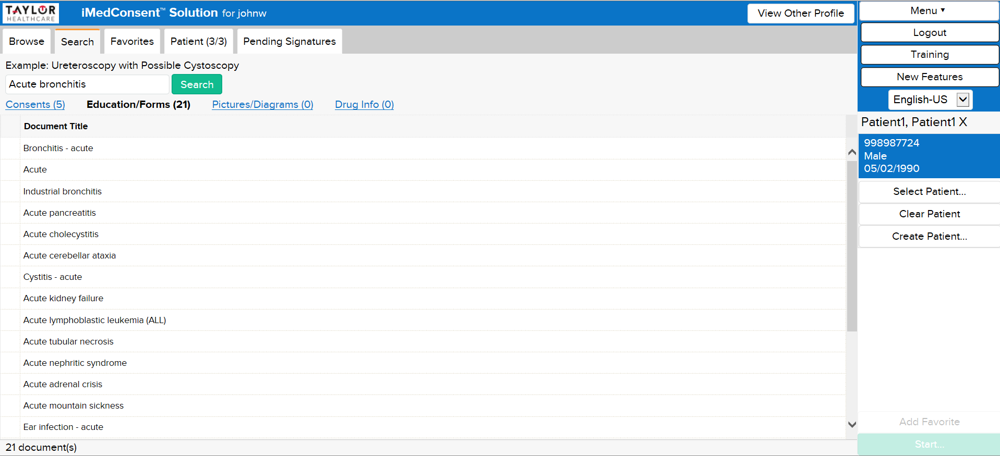 TAYLOR
HEALTHCARE
iMedConsent™ Solution for johnw
View Other Profile
Menu ▾
Logout
Training
New Features
English-US
Browse
Search
Favorites
Patient (3/3)
Pending Signatures
Example: Ureteroscopy with Possible Cystoscopy
Acute bronchitis
Search
Consents (5)
Education/Forms (21)
Pictures/Diagrams (0)
Drug Info (0)
Document Title
Bronchitis - acute
Acute
Industrial bronchitis
Acute pancreatitis
Acute cholecystitis
Acute cerebellar ataxia
Cystitis - acute
Acute kidney failure
Acute lymphoblastic leukemia (ALL)
Acute tubular necrosis
Acute nephritic syndrome
Acute adrenal crisis
Acute mountain sickness
Ear infection - acute
21 document(s)
Patient1, Patient1 X
998987724
Male
05/02/1990
Select Patient...
Clear Patient
Create Patient...
Add Favorite
Start...